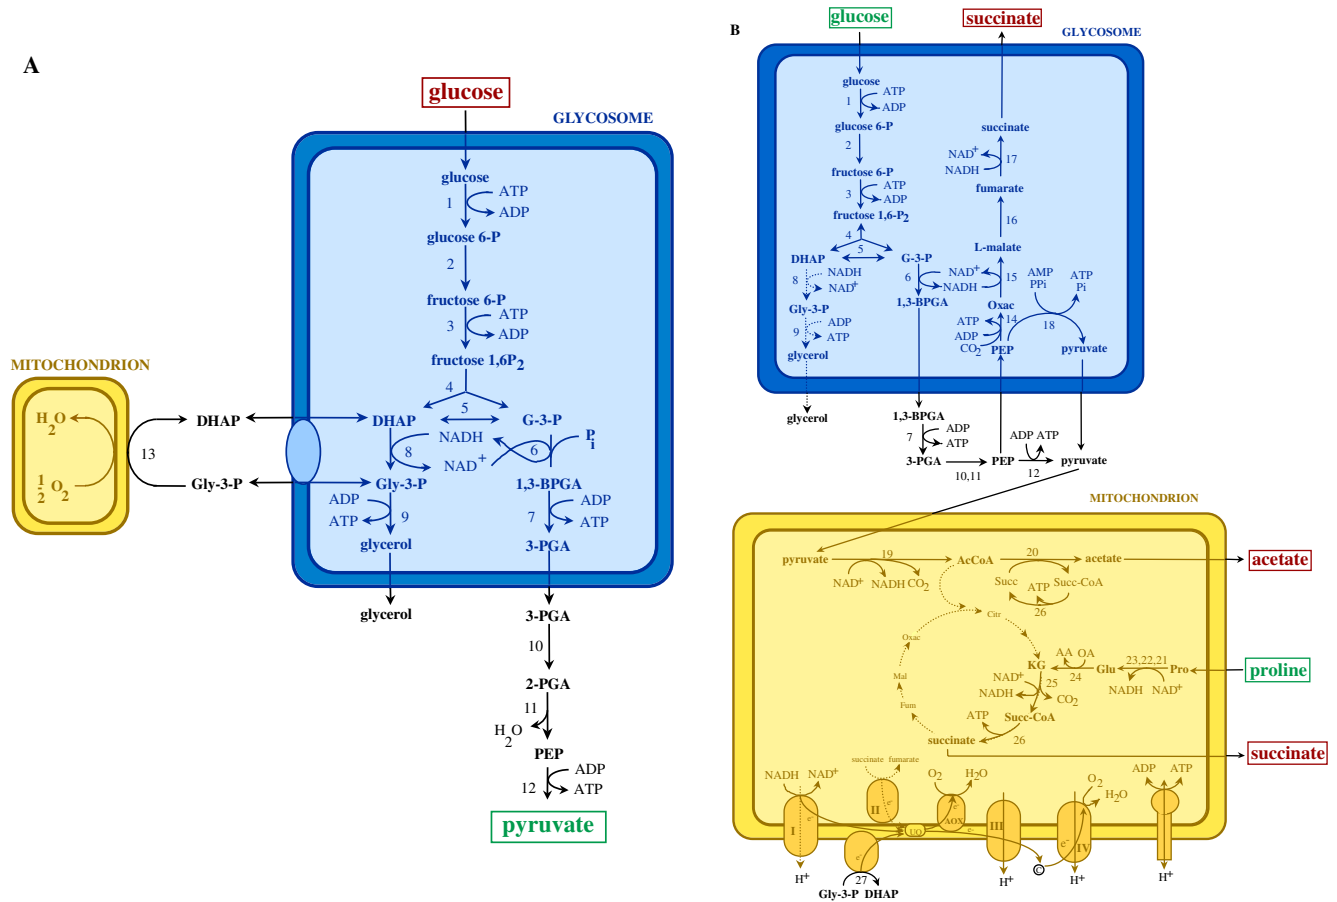 A
glucose
GLYCOSOME
glucose
1
ATP
ADP
glucose 6-P
2
fructose 6-P
3
ATP
ADP
fructose 1,6P2
4
5
MITOCHONDRION
H2O
1/2 O2
13
DHAP
Gly-3-P
DHAP
G-3-P
NADH
NAD+
8
6
Pi
Gly-3-P
1,3-BPGA
ADP
ATP
9
7
ADP
ATP
glycerol
3-PGA
glycerol
3-PGA
10
2-PGA
11
H2O
PEP
12
ADP
ATP
pyruvate
B
glucose
succinate
GLYCOSOME
glucose
1
ATP
ADP
glucose 6-P
2
fructose 6-P
3
ATP
ADP
fructose 1,6-P2
4
5
DHAP
G-3-P
8
NADH
NAD+
6
NAD+
NADH
Gly-3-P
1,3-BPGA
9
ADP
ATP
glycerol
glycerol
succinate
NAD+
NADH
17
fumarate
16
L-malate
15
Oxac
ATP
ADP
CO2
14
PEP
AMP
PPi
ATP
Pi
18
pyruvate
1,3-BPGA
7
ADP
ATP
3-PGA
10,11
PEP
ADP ATP
12
pyruvate
MITOCHONDRION
pyruvate
19
NAD+
NADH
CO2
AcCoA
20
acetate
acetate
Succ
ATP
Succ-CoA
26
Citr
Oxac
Mal
Fum
KG
AA
OA
24
Glu
23,22,21
NADH
NAD+
Pro
proline
NAD+
NADH
25
CO2
Succ-CoA
ATP
26
succinate
succinate
NADH
NAD+
I
e-
H+
succinate fumarate
II
e-
UQ
O2
H2O
AOX
e-
e-
III
H+
C
O2
H2O
e-
IV
H+
ADP
ATP
H+
e-
27
Gly-3-P
DHAP